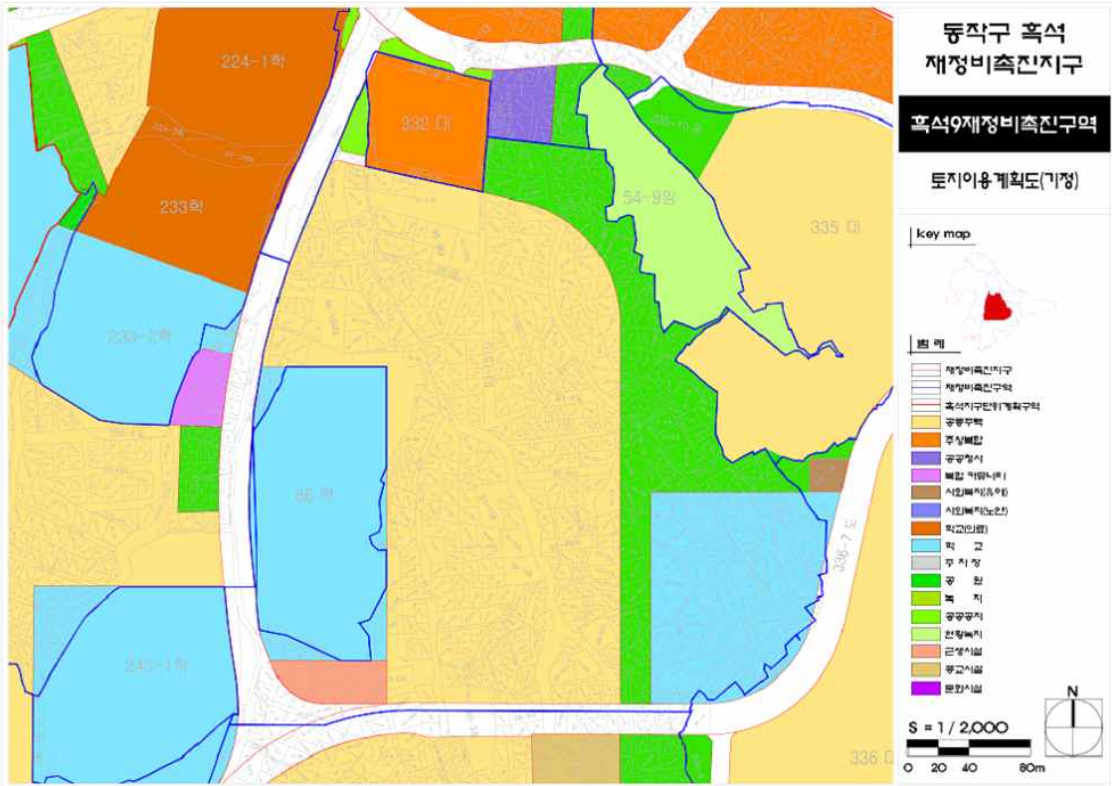 동작구 흑석
재정비촉진지구
흑석9재정비촉진구역
토지이용계획도(기정)
key map
범 례
재정비촉진지구
재정비촉진구역
흑석지구단위계획구역
공동주택
주상복합
공공청사
복합 커뮤니티
사회복지(유아)
사회복지(노인)
학교(의료)
학 교
주 차 장
공 원
녹 지
공공공지
현황녹지
근생시설
종교시설
문화시설
S = 1 / 2,000
0 20 40 80m
N
224-1학
332 대
233학
54-9임
335 대
233-2학
86 학
336-7 도
245-1학
336 대